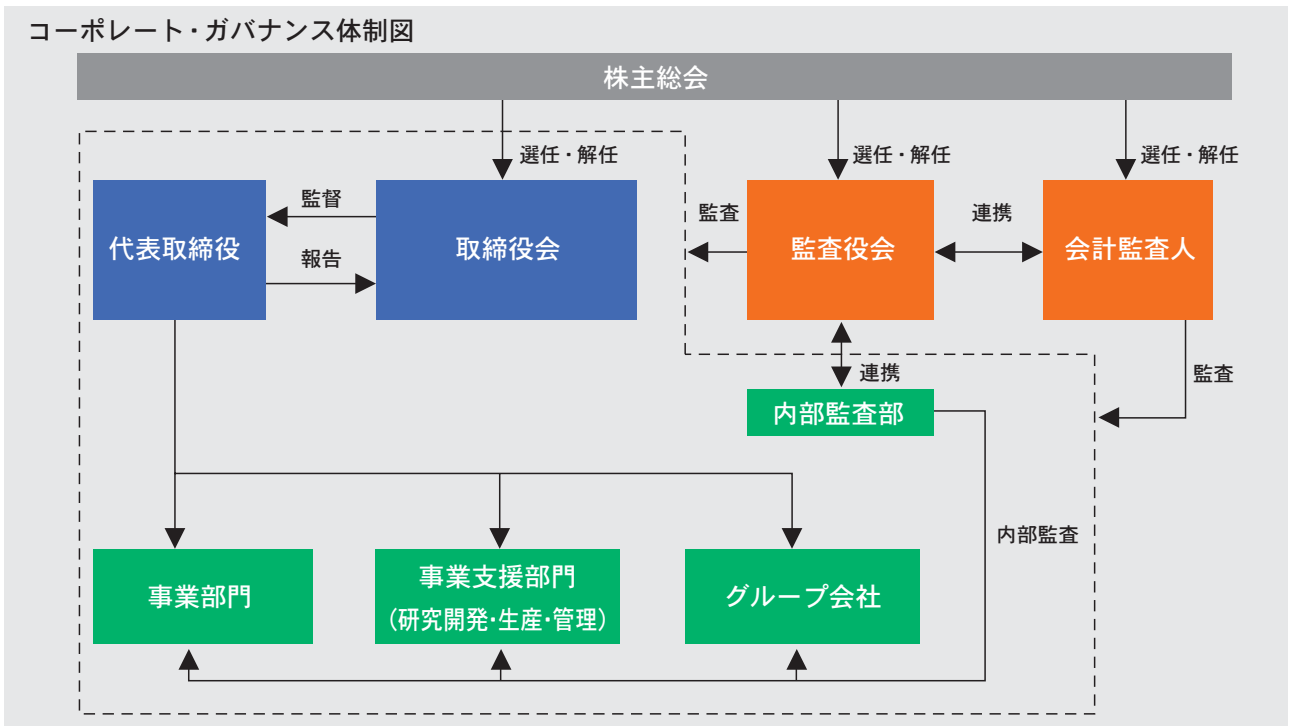 コーポレート・ガバナンス体制図
株主総会
選任・解任
選任・解任
選任・解任
代表取締役
監督
報告
取締役会
監査
監査役会
連携
会計監査人
連携
監査
内部監査部
内部監査
事業部門
事業支援部門
（研究開発・生産・管理）
グループ会社